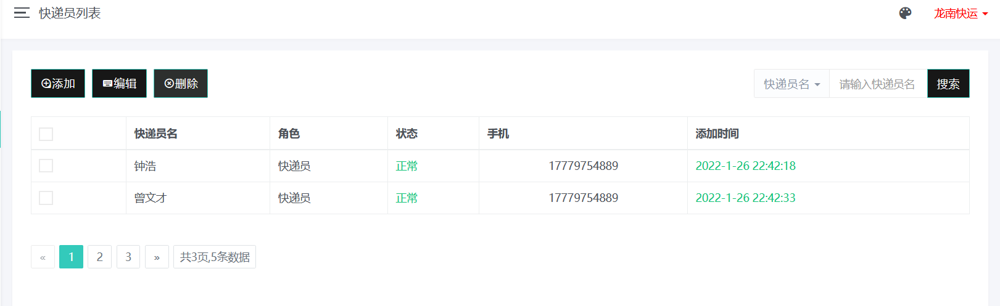 快递员列表
龙南快运
添加 编辑 删除 快递员名 请输入快递员名 搜索
快递员名 角色 状态 手机 添加时间
钟浩 快递员 正常 17779754889 2022-1-26 22:42:18
曾文才 快递员 正常 17779754889 2022-1-26 22:42:33
« 1 2 3 » 共3页,5条数据